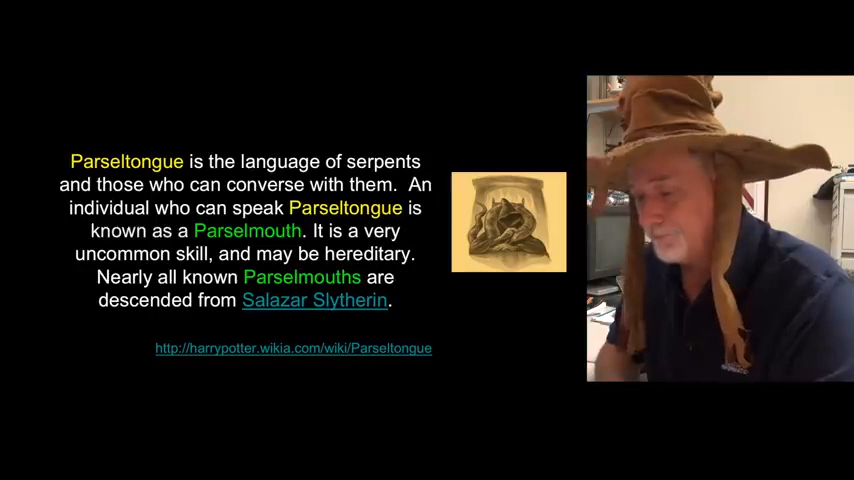 Parseltongue is the language of serpents
and those who can converse with them. An
individual who can speak Parseltongue is
known as a Parselmouth. It is a very
uncommon skill, and may be hereditary.
Nearly all known Parselmouths are
descended from Salazar Slytherin.
http://harrypotter.wikia.com/wiki/Parseltongue